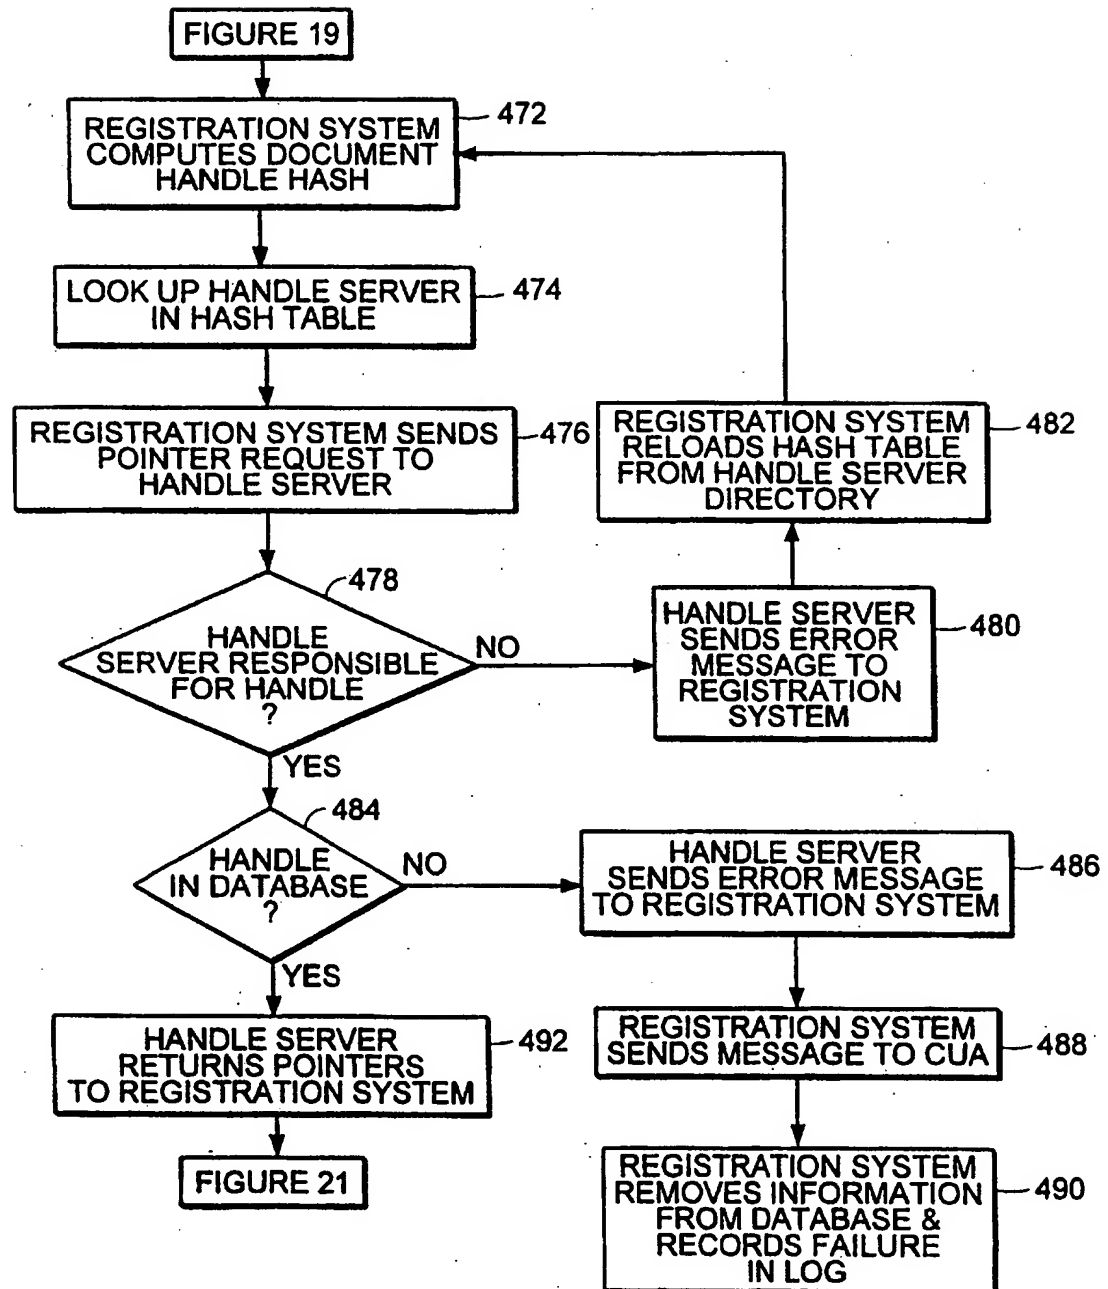 FIGURE 19
REGISTRATION SYSTEM
COMPUTES DOCUMENT
HANDLE HASH
472
LOOK UP HANDLE SERVER
IN HASH TABLE
474
REGISTRATION SYSTEM SENDS
POINTER REQUEST TO
HANDLE SERVER
476
REGISTRATION SYSTEM
RELOADS HASH TABLE
FROM HANDLE SERVER
DIRECTORY
482
478
HANDLE
SERVER RESPONSIBLE
FOR HANDLE
?
NO
HANDLE SERVER
SENDS ERROR
MESSAGE TO
REGISTRATION
SYSTEM
480
YES
484
HANDLE
IN DATABASE
?
NO
HANDLE SERVER
SENDS ERROR MESSAGE
TO REGISTRATION SYSTEM
486
YES
HANDLE SERVER
RETURNS POINTERS
TO REGISTRATION SYSTEM
492
REGISTRATION SYSTEM
SENDS MESSAGE TO CUA
488
FIGURE 21
REGISTRATION SYSTEM
REMOVES INFORMATION
FROM DATABASE &
RECORDS FAILURE
IN LOG
490